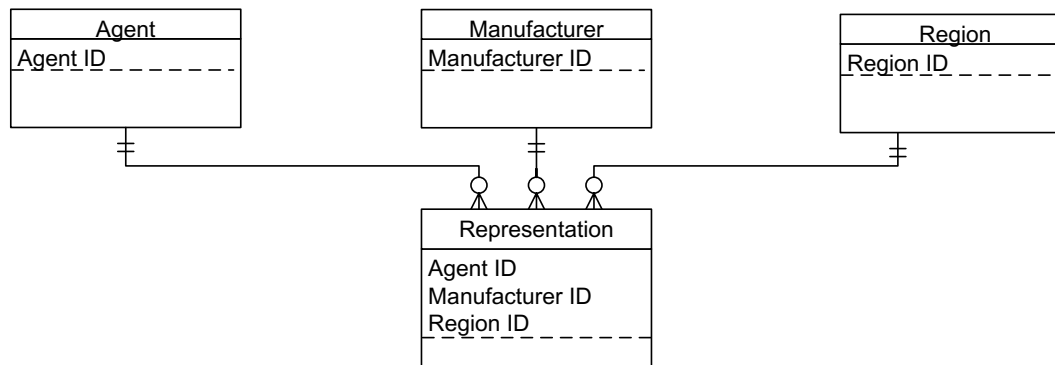 Agent
Agent ID
Manufacturer
Manufacturer ID
Region
Region ID
Representation
Agent ID
Manufacturer ID
Region ID